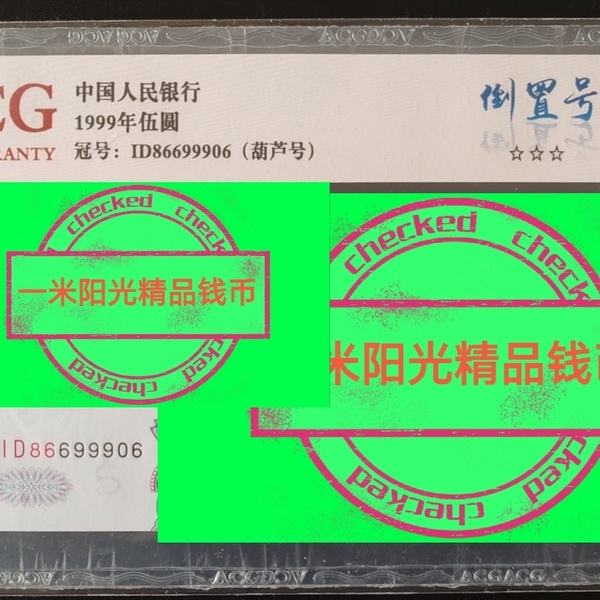 CG
中国人民银行
1999年伍圆
冠号：ID86699906（葫芦号）
RANTY
倒置号
☆☆☆
checked checked
一米阳光精品钱币
checked
checked checked
米阳光精品钱币
checked checked
ID86699906
ACGACG